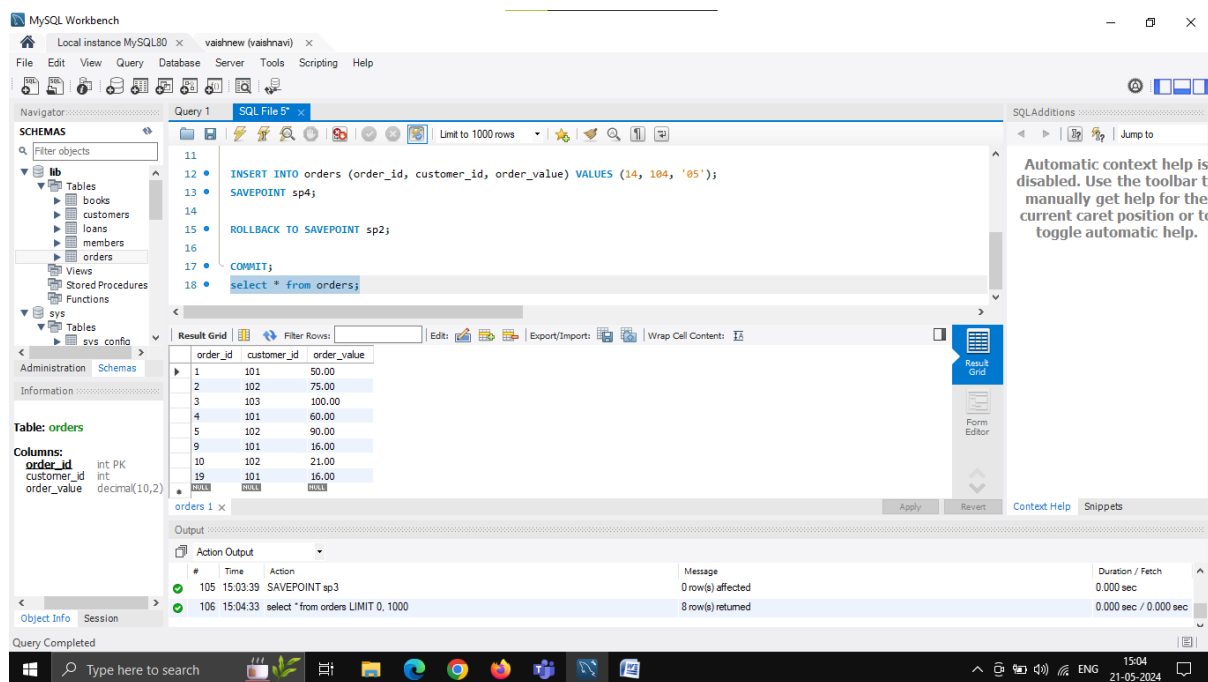 MySQL Workbench
Local instance MySQL80 × vaishnew (vaishnavi) ×
File Edit View Query Database Server Tools Scripting Help
Navigator
SCHEMAS
Filter objects
lib
Tables
books
customers
loans
members
orders
Views
Stored Procedures
Functions
sys
Tables
sys_config
Administration Schemas
Information
Table: orders
Columns:
order_id int PK
customer_id int
order_value decimal(10,2)
Object Info Session
Query 1 SQL File 5* ×
Limit to 1000 rows
11
12 INSERT INTO orders (order_id, customer_id, order_value) VALUES (14, 104, '05');
13 SAVEPOINT sp4;
14
15 ROLLBACK TO SAVEPOINT sp2;
16
17 COMMIT;
18 select * from orders;
Result Grid Filter Rows: Edit: Export/Import: Wrap Cell Content: IA
order_id customer_id order_value
1 101 50.00
2 102 75.00
3 103 100.00
4 101 60.00
5 102 90.00
9 101 16.00
10 102 21.00
19 101 16.00
NULL NULL NULL
Result Grid
Form Editor
orders 1 × Apply Revert
SQLAdditions
Jump to
Automatic context help is
disabled. Use the toolbar t
manually get help for the
current caret position or to
toggle automatic help.
Context Help Snippets
Output
Action Output
# Time Action Message Duration / Fetch
105 15:03:39 SAVEPOINT sp3 0 row(s) affected 0.000 sec
106 15:04:33 select * from orders LIMIT 0, 1000 8 row(s) returned 0.000 sec / 0.000 sec
Query Completed
Type here to search
ENG
15:04
21-05-2024